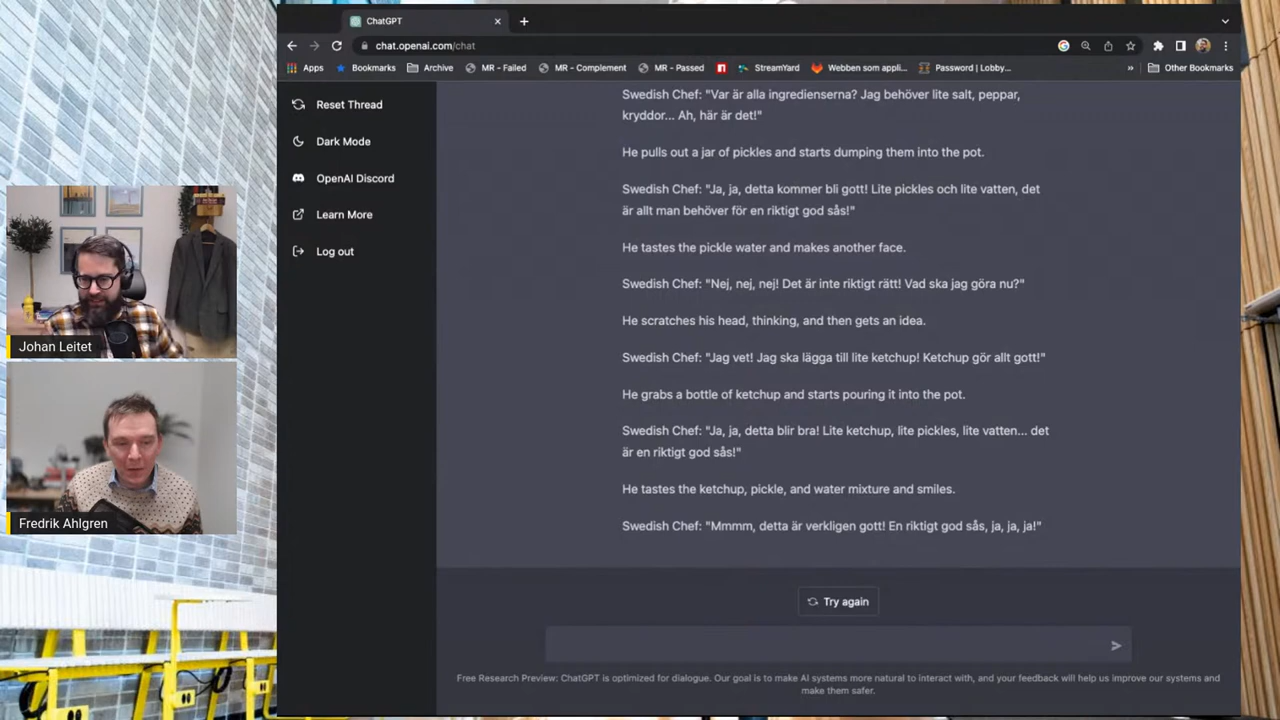 ChatGPT
chat.openai.com/chat
Apps
Bookmarks
Archive
MR - Failed
MR - Complement
MR - Passed
StreamYard
Webben som appli...
Password | Lobby...
»
Other Bookmarks
Reset Thread
Dark Mode
OpenAI Discord
Learn More
Log out
Swedish Chef: "Var är alla ingredienserna? Jag behöver lite salt, peppar,
kryddor... Ah, här är det!"
He pulls out a jar of pickles and starts dumping them into the pot.
Swedish Chef: "Ja, ja, detta kommer bli gott! Lite pickles och lite vatten, det
är allt man behöver för en riktigt god sås!"
He tastes the pickle water and makes another face.
Swedish Chef: "Nej, nej, nej! Det är inte riktigt rätt! Vad ska jag göra nu?"
He scratches his head, thinking, and then gets an idea.
Swedish Chef: "Jag vet! Jag ska lägga till lite ketchup! Ketchup gör allt gott!"
He grabs a bottle of ketchup and starts pouring it into the pot.
Swedish Chef: "Ja, ja, detta blir bra! Lite ketchup, lite pickles, lite vatten... det
är en riktigt god sås!"
He tastes the ketchup, pickle, and water mixture and smiles.
Swedish Chef: "Mmmm, detta är verkligen gott! En riktigt god sås, ja, ja, ja!"
Try again
Free Research Preview: ChatGPT is optimized for dialogue. Our goal is to make AI systems more natural to interact with, and your feedback will help us improve our systems and
make them safer.
Johan Leitet
Fredrik Ahlgren